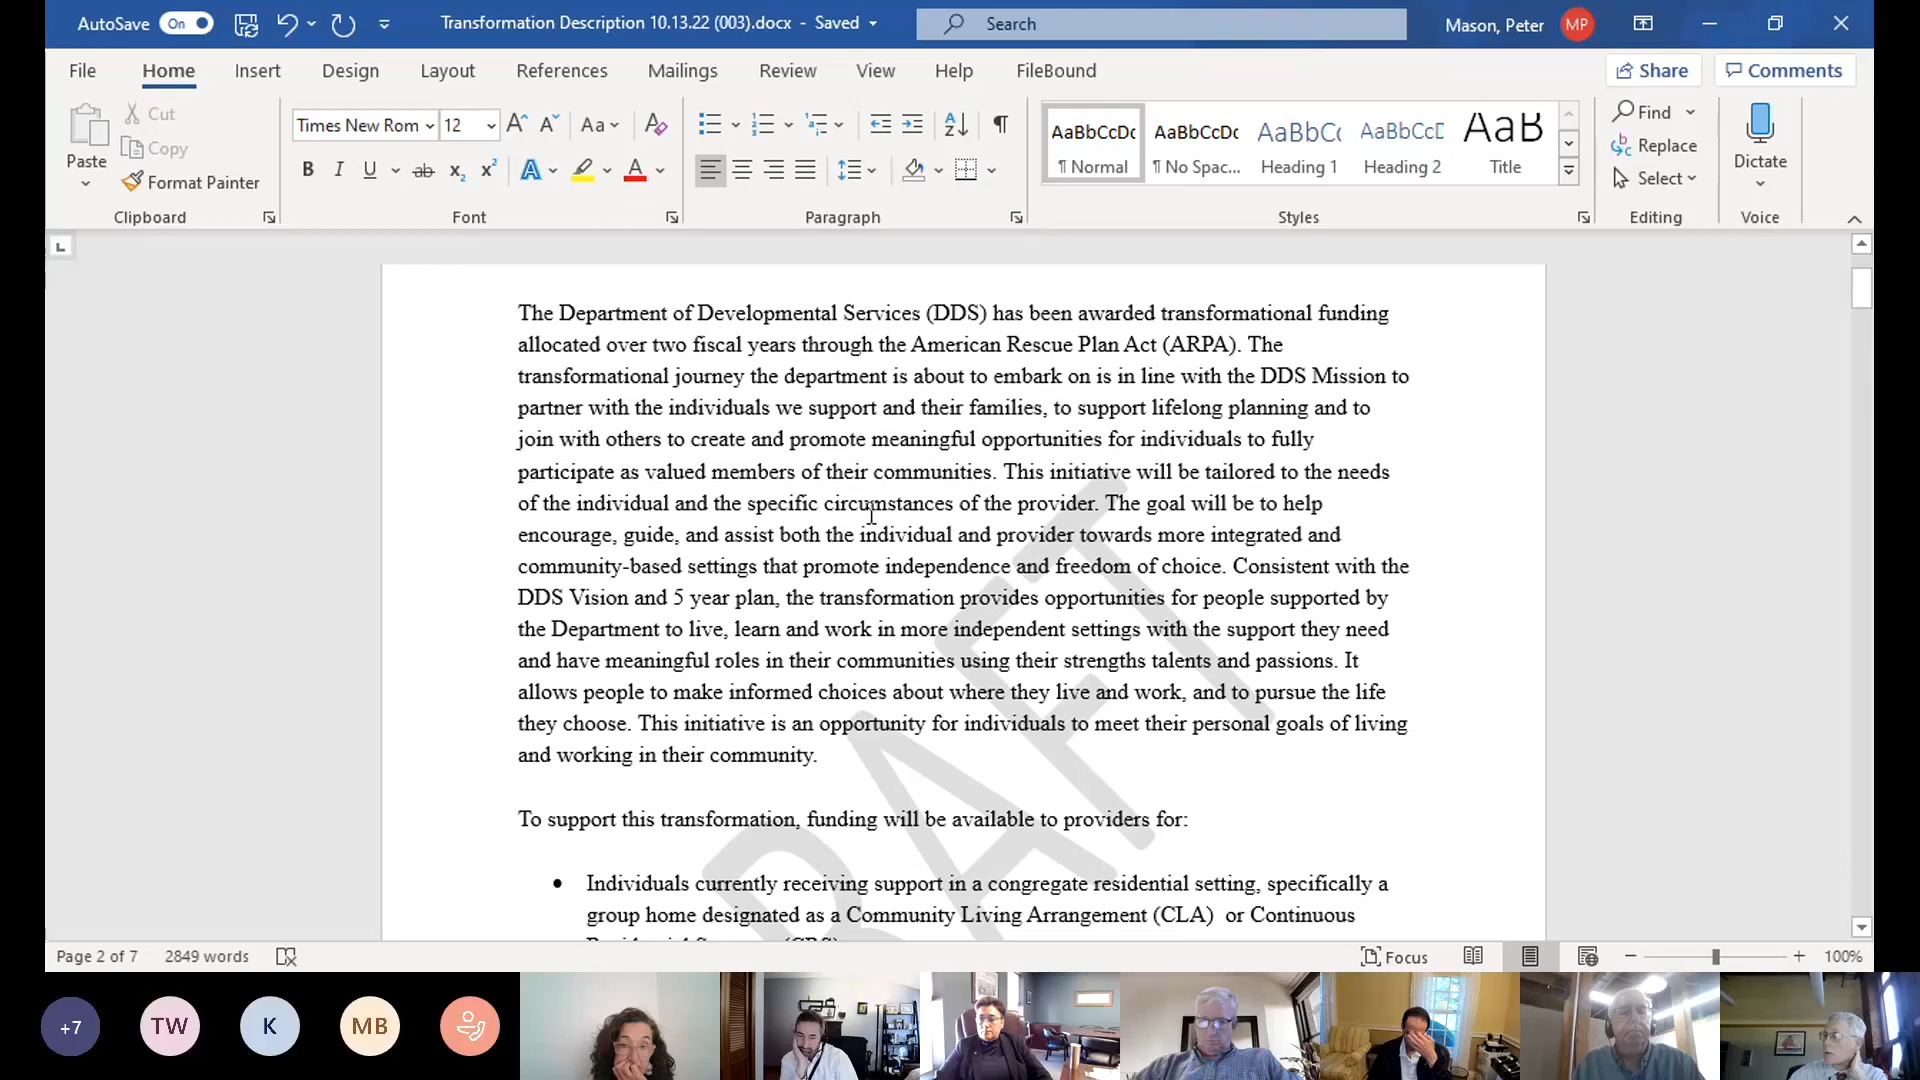 AutoSave On Transformation Description 10.13.22 (003).docx - Saved Search Mason, Peter MP
File Home Insert Design Layout References Mailings Review View Help FileBound Share Comments
Paste Cut Copy Format Painter Clipboard
Times New Rom 12 A A Aa A
B I U ab x₂ x² A A Font
Paragraph
AaBbCcDc AaBbCcDc AaBbCc AaBbCcD AaB
¶ Normal ¶ No Spac... Heading 1 Heading 2 Title
Styles
Find Replace Select Editing
Dictate Voice
The Department of Developmental Services (DDS) has been awarded transformational funding
allocated over two fiscal years through the American Rescue Plan Act (ARPA). The
transformational journey the department is about to embark on is in line with the DDS Mission to
partner with the individuals we support and their families, to support lifelong planning and to
join with others to create and promote meaningful opportunities for individuals to fully
participate as valued members of their communities. This initiative will be tailored to the needs
of the individual and the specific circumstances of the provider. The goal will be to help
encourage, guide, and assist both the individual and provider towards more integrated and
community-based settings that promote independence and freedom of choice. Consistent with the
DDS Vision and 5 year plan, the transformation provides opportunities for people supported by
the Department to live, learn and work in more independent settings with the support they need
and have meaningful roles in their communities using their strengths talents and passions. It
allows people to make informed choices about where they live and work, and to pursue the life
they choose. This initiative is an opportunity for individuals to meet their personal goals of living
and working in their community.
To support this transformation, funding will be available to providers for:
• Individuals currently receiving support in a congregate residential setting, specifically a
group home designated as a Community Living Arrangement (CLA) or Continuous
DRAFT
Page 2 of 7 2849 words Focus 100%
+7 TW K MB